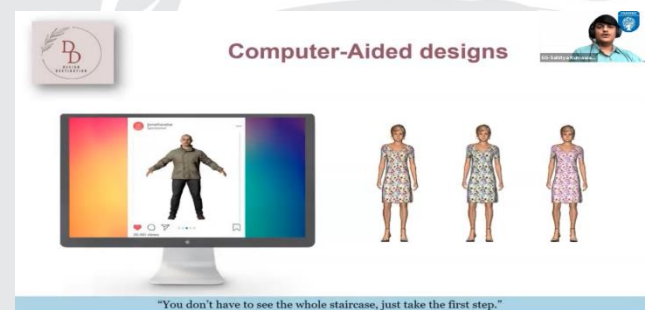 DD
DESIGN
DESTINATION
Computer-Aided designs
"You don't have to see the whole staircase, just take the first step."